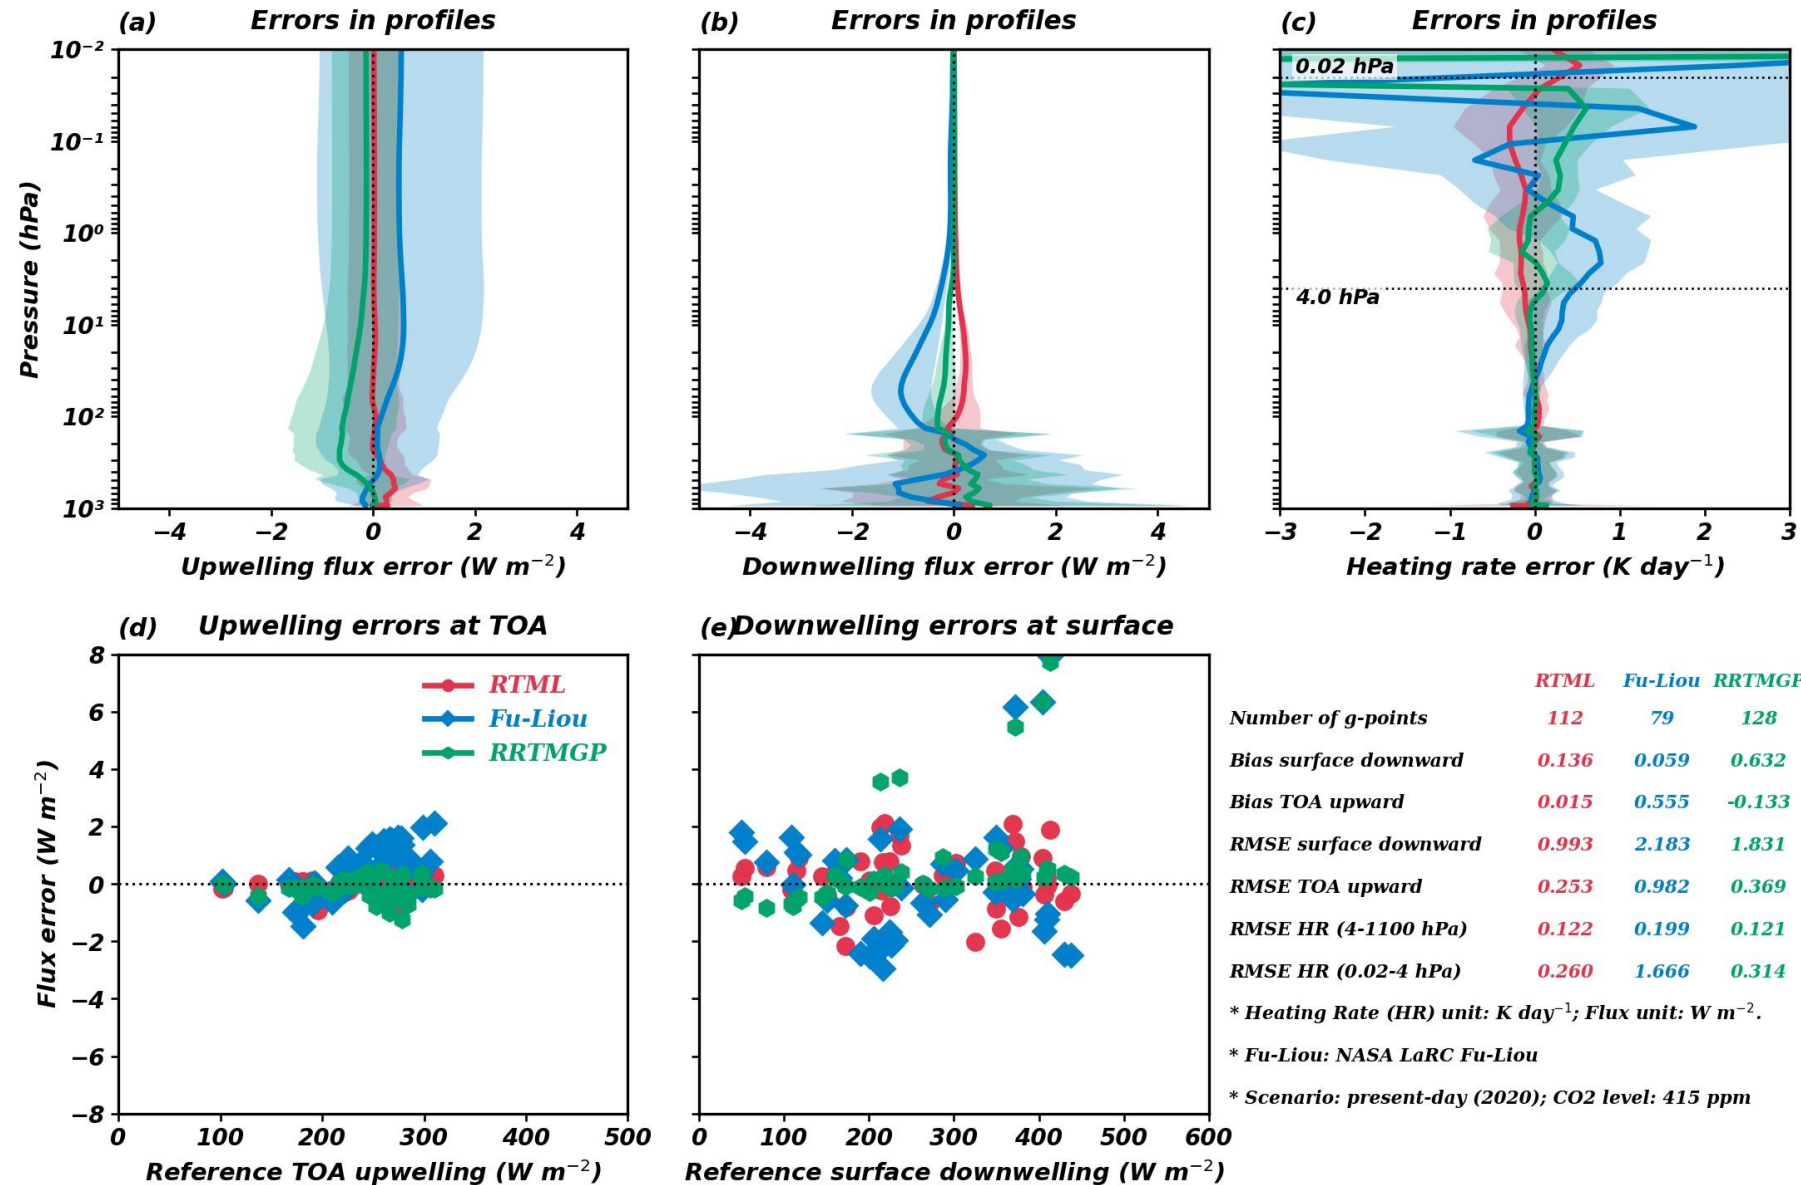 (a) Errors in profiles
(b) Errors in profiles
(c) Errors in profiles
10⁻²
10⁻¹
10⁰
10¹
10²
10³
Pressure (hPa)
0.02 hPa
4.0 hPa
−4 −2 0 2 4
−4 −2 0 2 4
−3 −2 −1 0 1 2 3
Upwelling flux error (W m⁻²)
Downwelling flux error (W m⁻²)
Heating rate error (K day⁻¹)
(d) Upwelling errors at TOA
(e) Downwelling errors at surface
8
6
4
2
0
−2
−4
−6
−8
Flux error (W m⁻²)
RTML
Fu-Liou
RRTMGP
0 100 200 300 400 500
0 100 200 300 400 500 600
Reference TOA upwelling (W m⁻²)
Reference surface downwelling (W m⁻²)
RTML Fu-Liou RRTMGP
Number of g-points 112 79 128
Bias surface downward 0.136 0.059 0.632
Bias TOA upward 0.015 0.555 -0.133
RMSE surface downward 0.993 2.183 1.831
RMSE TOA upward 0.253 0.982 0.369
RMSE HR (4-1100 hPa) 0.122 0.199 0.121
RMSE HR (0.02-4 hPa) 0.260 1.666 0.314
* Heating Rate (HR) unit: K day⁻¹; Flux unit: W m⁻².
* Fu-Liou: NASA LaRC Fu-Liou
* Scenario: present-day (2020); CO2 level: 415 ppm